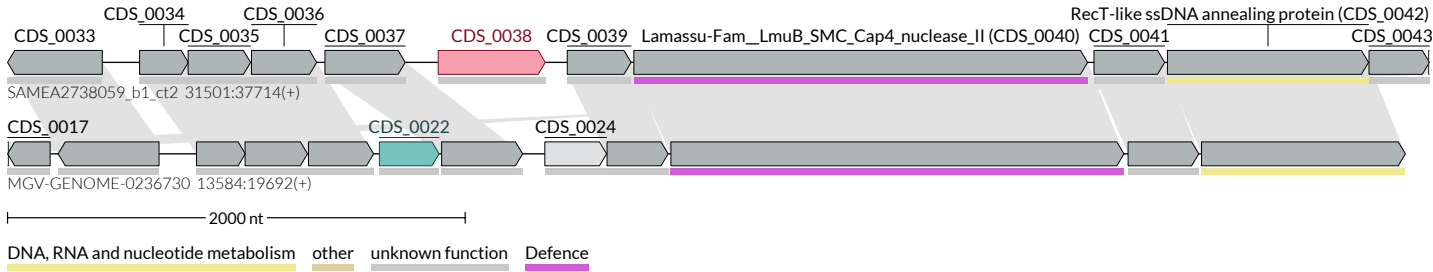 CDS_0034 CDS_0036 RecT-like ssDNA annealing protein (CDS_0042)
CDS_0033 CDS_0035 CDS_0037 CDS_0038 CDS_0039 Lamassu-Fam__LmuB_SMC_Cap4_nuclease_II (CDS_0040) CDS_0041 CDS_0043
SAMEA2738059_b1_ct2 31501:37714(+)
CDS_0017 CDS_0022 CDS_0024
MGV-GENOME-0236730 13584:19692(+)
2000 nt
DNA, RNA and nucleotide metabolism other unknown function Defence